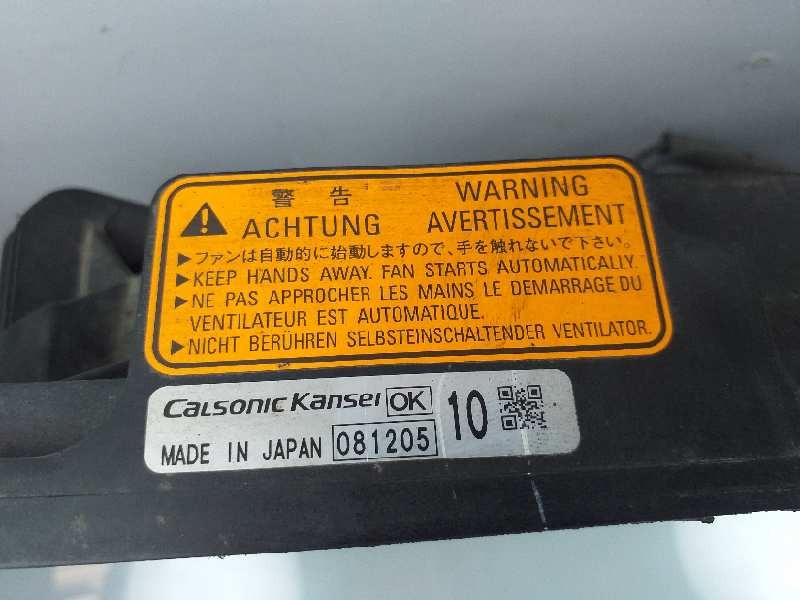 警告 WARNING
ACHTUNG AVERTISSEMENT
▶ファンは自動的に始動しますので、手を触れないで下さい。
▶KEEP HANDS AWAY. FAN STARTS AUTOMATICALLY.
▶NE PAS APPROCHER LES MAINS LE DEMARRAGE DU
VENTILATEUR EST AUTOMATIQUE.
▶NICHT BERÜHREN SELBSTEINSCHALTENDER VENTILATOR.
CALSONIC KANSEI OK 10
MADE IN JAPAN 081205